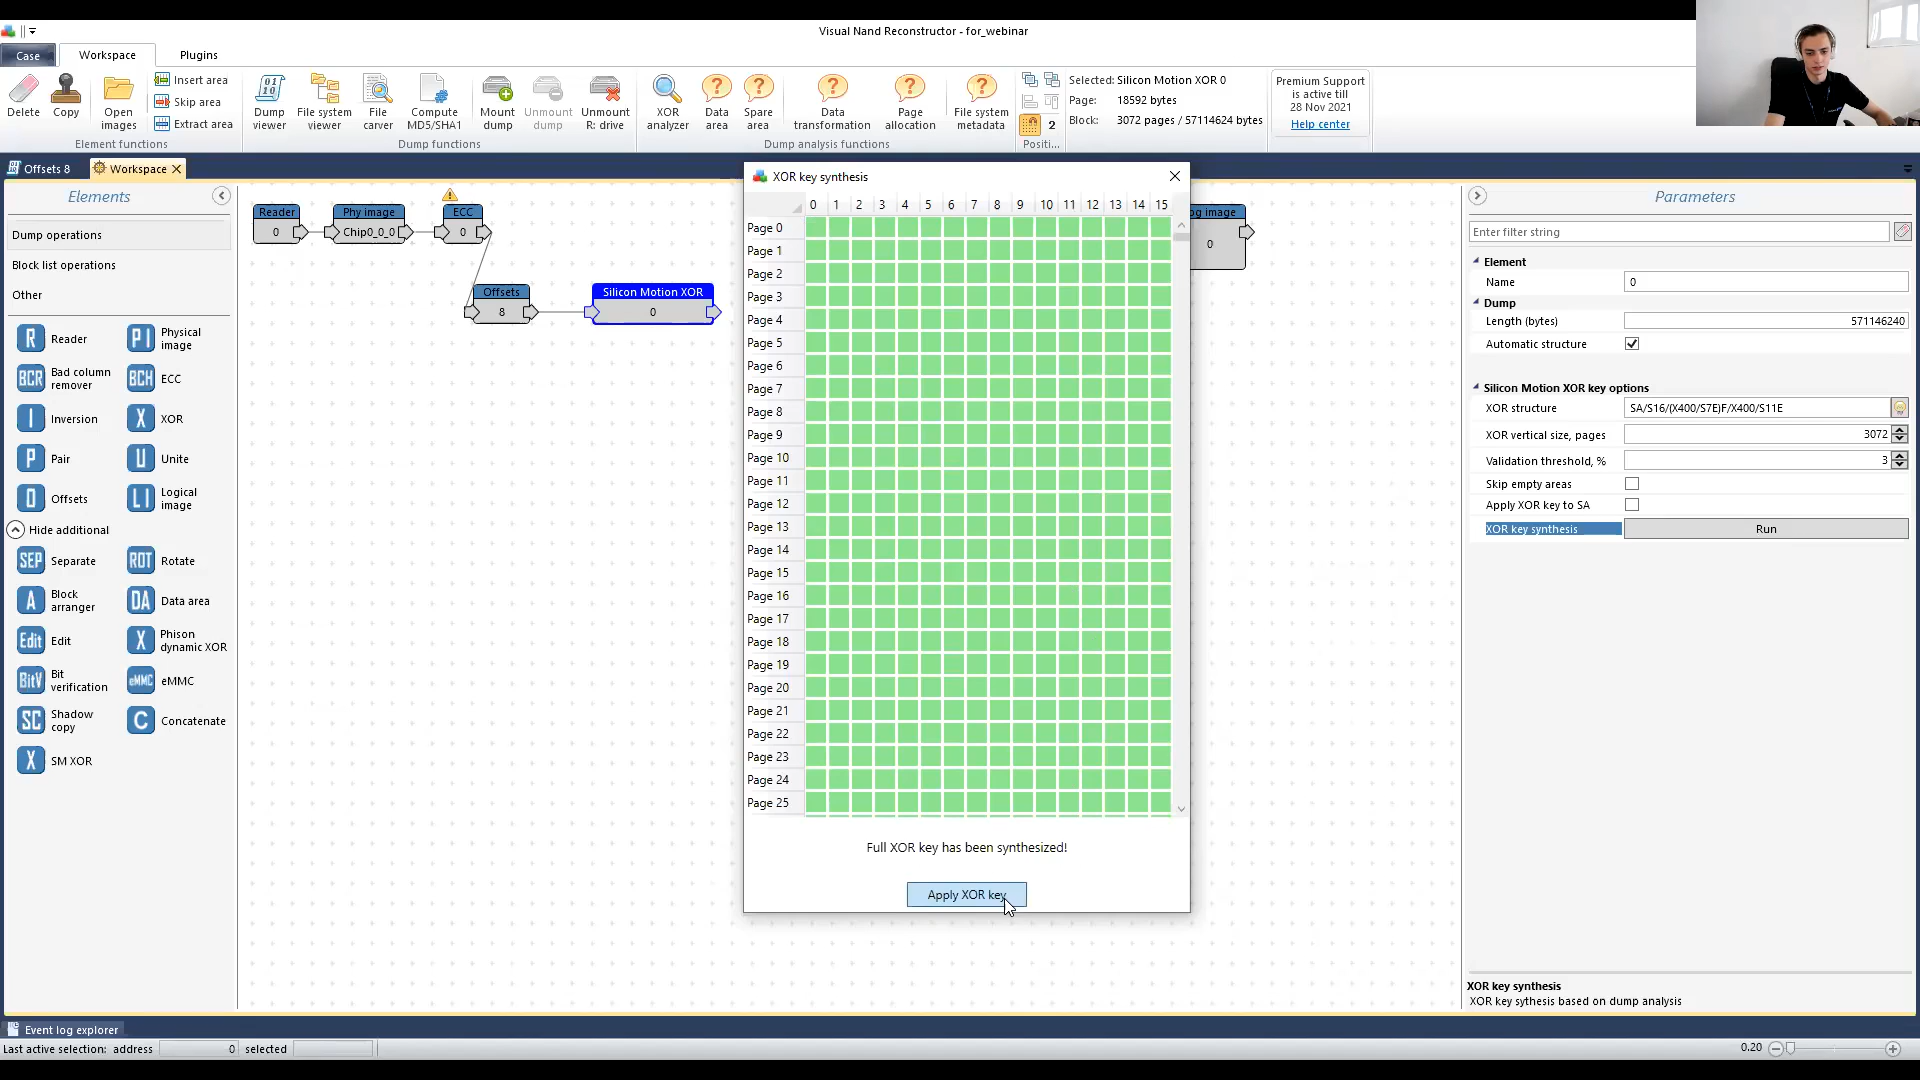 Visual Nand Reconstructor - for_webinar
Case
Workspace
Plugins
Delete
Copy
Open images
Insert area
Skip area
Extract area
Element functions
Dump viewer
File system viewer
File carver
Compute MD5/SHA1
Mount dump
Unmount dump
Unmount R: drive
Dump functions
XOR analyzer
Data area
Spare area
Data transformation
Page allocation
File system metadata
Dump analysis functions
2
Positi...
Selected: Silicon Motion XOR 0
Page: 18592 bytes
Block: 3072 pages / 57114624 bytes
Premium Support
is active till
28 Nov 2021
Help center
Offsets 8
Workspace
Elements
Dump operations
Block list operations
Other
R Reader
PI Physical image
BCR Bad column remover
BCH ECC
I Inversion
X XOR
P Pair
U Unite
O Offsets
LI Logical image
Hide additional
SEP Separate
ROT Rotate
A Block arranger
DA Data area
Edit Edit
X Phison dynamic XOR
BitV Bit verification
eMMC eMMC
SC Shadow copy
C Concatenate
X SM XOR
Reader
0
Phy image
Chip0_0_0
ECC
0
Offsets
8
Silicon Motion XOR
0
og image
0
XOR key synthesis
0 1 2 3 4 5 6 7 8 9 10 11 12 13 14 15
Page 0
Page 1
Page 2
Page 3
Page 4
Page 5
Page 6
Page 7
Page 8
Page 9
Page 10
Page 11
Page 12
Page 13
Page 14
Page 15
Page 16
Page 17
Page 18
Page 19
Page 20
Page 21
Page 22
Page 23
Page 24
Page 25
Full XOR key has been synthesized!
Apply XOR key
Parameters
Enter filter string
Element
Name 0
Dump
Length (bytes) 571146240
Automatic structure
Silicon Motion XOR key options
XOR structure SA/S16/(X400/S7E)F/X400/S11E
XOR vertical size, pages 3072
Validation threshold, % 3
Skip empty areas
Apply XOR key to SA
XOR key synthesis Run
XOR key synthesis
XOR key sythesis based on dump analysis
Event log explorer
Last active selection: address 0 selected
0.20